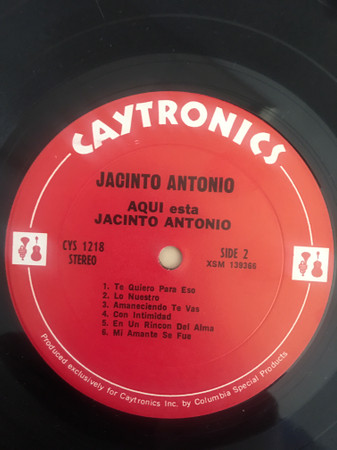 CAYTRONICS
JACINTO ANTONIO
AQUI esta
JACINTO ANTONIO
CYS 1218
STEREO
SIDE 2
XSM 139366
1. Te Quiero Para Eso
2. Lo Nuestro
3. Amaneciendo Te Vas
4. Con Intimidad
5. En Un Rincon Del Alma
6. Mi Amante Se Fue
Produced exclusively for Caytronics Inc. by Columbia Special Products